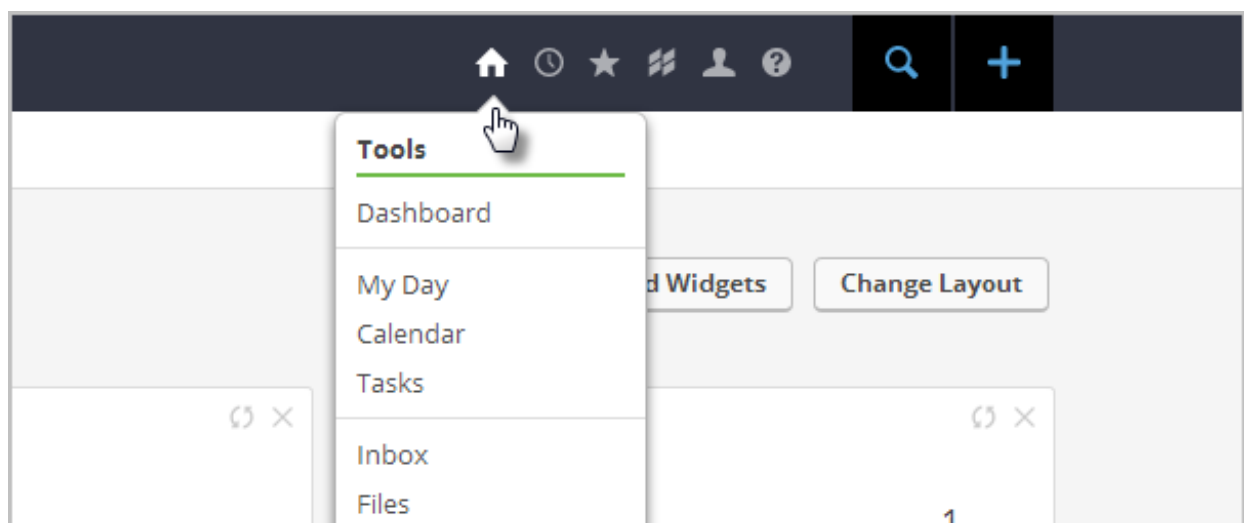 Tools
Dashboard
My Day
d Widgets
Change Layout
Calendar
Tasks
Inbox
Files
1